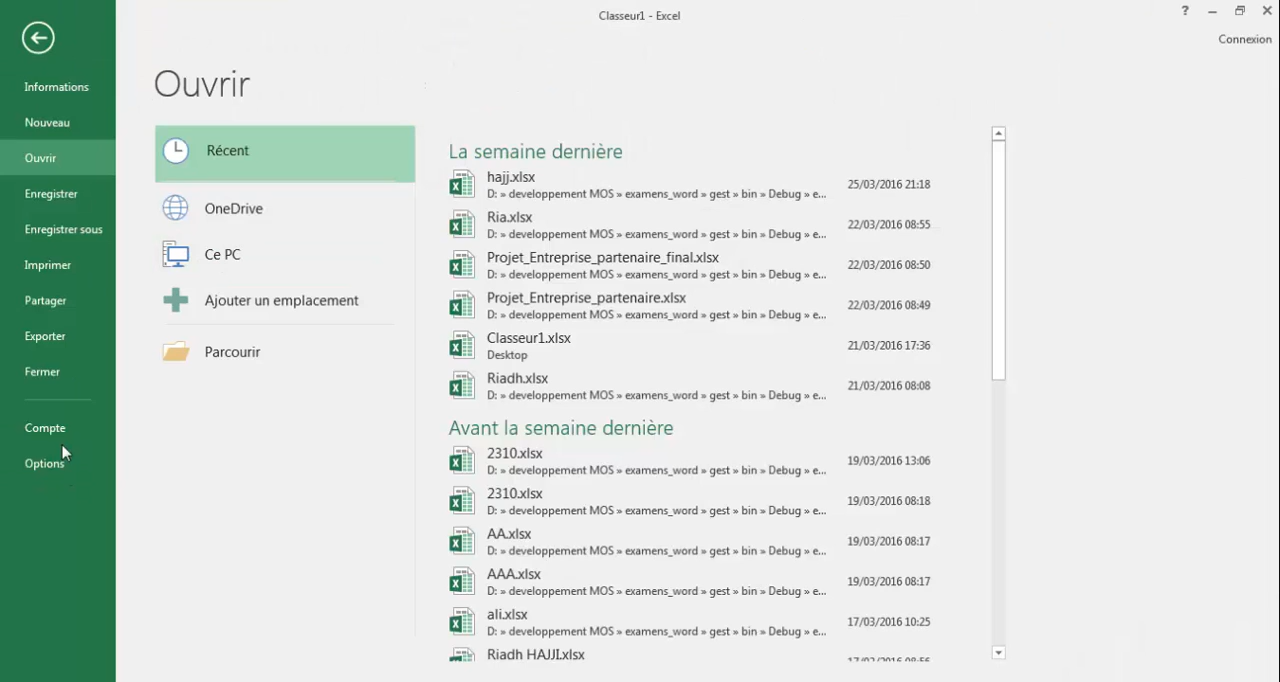 Classeur1 - Excel
?
Connexion
Informations
Nouveau
Ouvrir
Enregistrer
Enregistrer sous
Imprimer
Partager
Exporter
Fermer
Compte
Options
Ouvrir
Récent
OneDrive
Ce PC
Ajouter un emplacement
Parcourir
La semaine dernière
hajj.xlsx
D: » developpement MOS » examens_word » gest » bin » Debug » e...
25/03/2016 21:18
Ria.xlsx
D: » developpement MOS » examens_word » gest » bin » Debug » e...
22/03/2016 08:55
Projet_Entreprise_partenaire_final.xlsx
D: » developpement MOS » examens_word » gest » bin » Debug » e...
22/03/2016 08:50
Projet_Entreprise_partenaire.xlsx
D: » developpement MOS » examens_word » gest » bin » Debug » e...
22/03/2016 08:49
Classeur1.xlsx
Desktop
21/03/2016 17:36
Riadh.xlsx
D: » developpement MOS » examens_word » gest » bin » Debug » e...
21/03/2016 08:08
Avant la semaine dernière
2310.xlsx
D: » developpement MOS » examens_word » gest » bin » Debug » e...
19/03/2016 13:06
2310.xlsx
D: » developpement MOS » examens_word » gest » bin » Debug » e...
19/03/2016 08:18
AA.xlsx
D: » developpement MOS » examens_word » gest » bin » Debug » e...
19/03/2016 08:17
AAA.xlsx
D: » developpement MOS » examens_word » gest » bin » Debug » e...
19/03/2016 08:17
ali.xlsx
D: » developpement MOS » examens_word » gest » bin » Debug » e...
17/03/2016 10:25
Riadh HAJJI.xlsx